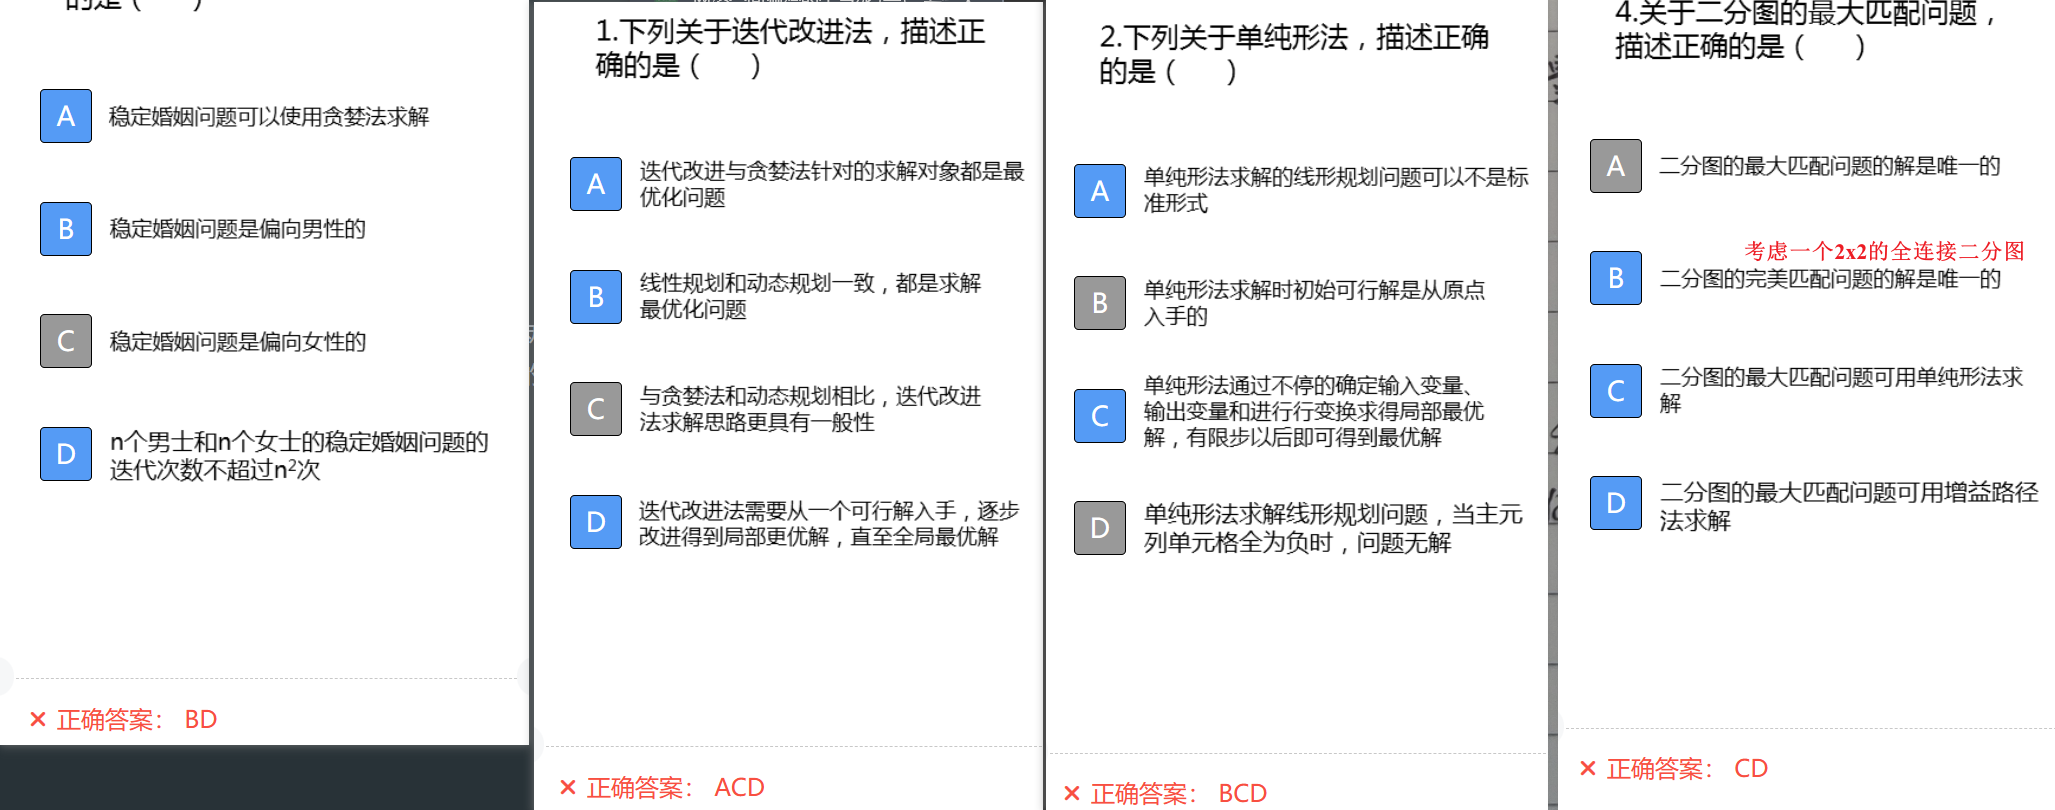 的是（ ）
A
稳定婚姻问题可以使用贪婪法求解
B
稳定婚姻问题是偏向男性的
C
稳定婚姻问题是偏向女性的
D
n个男士和n个女士的稳定婚姻问题的
迭代次数不超过n²次
× 正确答案： BD
1.下列关于迭代改进法，描述正
确的是（ ）
A
迭代改进与贪婪法针对的求解对象都是最
优化问题
B
线性规划和动态规划一致，都是求解
最优化问题
C
与贪婪法和动态规划相比，迭代改进
法求解思路更具有一般性
D
迭代改进法需要从一个可行解入手，逐步
改进得到局部更优解，直至全局最优解
× 正确答案： ACD
2.下列关于单纯形法，描述正确
的是（ ）
A
单纯形法求解的线形规划问题可以不是标
准形式
B
单纯形法求解时初始可行解是从原点
入手的
C
单纯形法通过不停的确定输入变量、
输出变量和进行行变换求得局部最优
解，有限步以后即可得到最优解
D
单纯形法求解线形规划问题，当主元
列单元格全为负时，问题无解
× 正确答案： BCD
4.关于二分图的最大匹配问题，
描述正确的是（ ）
A
二分图的最大匹配问题的解是唯一的
考虑一个2x2的全连接二分图
B
二分图的完美匹配问题的解是唯一的
C
二分图的最大匹配问题可用单纯形法求
解
D
二分图的最大匹配问题可用增益路径
法求解
× 正确答案： CD